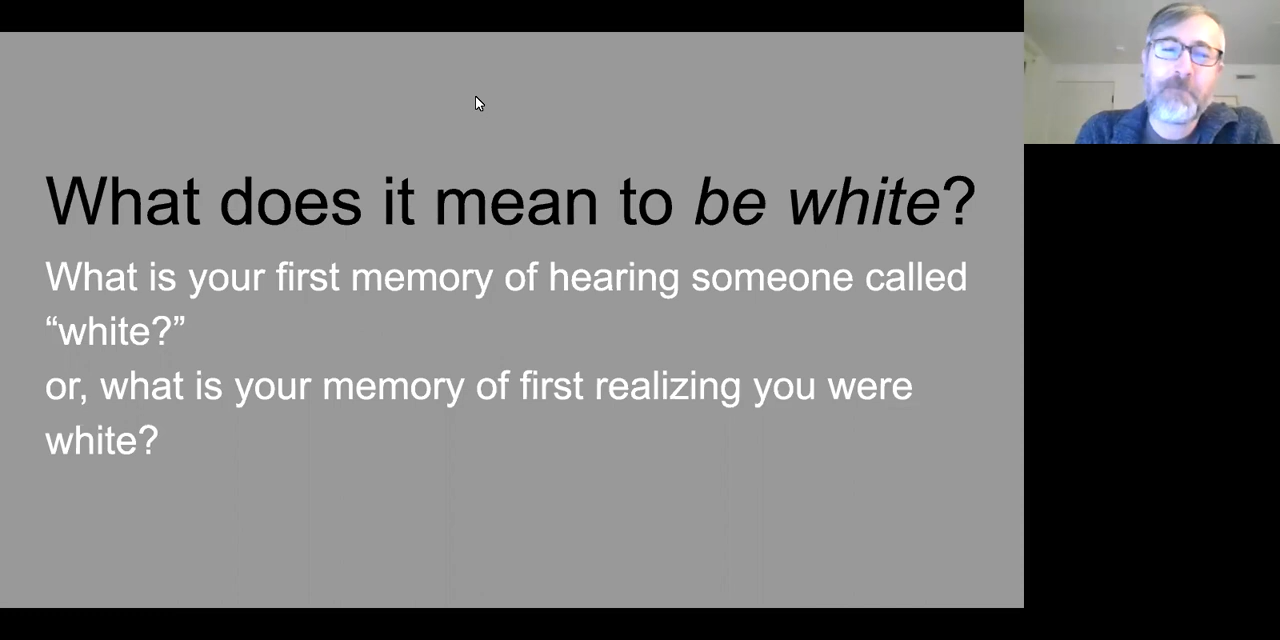 What does it mean to be white?
What is your first memory of hearing someone called
“white?”
or, what is your memory of first realizing you were
white?